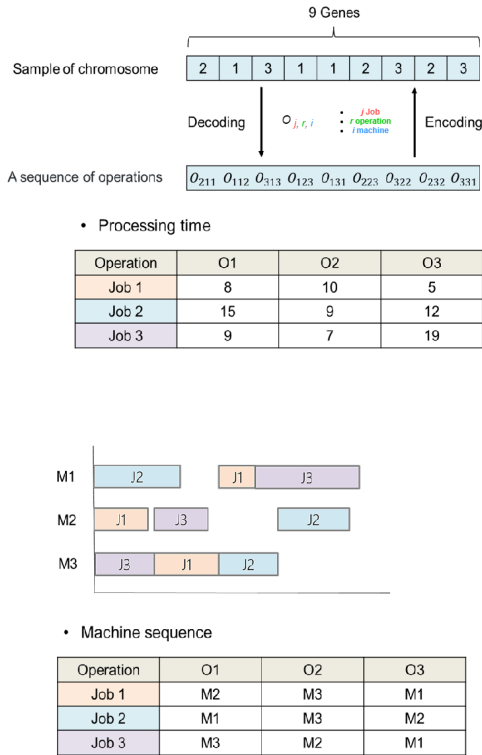 9 Genes
Sample of chromosome 2 1 3 1 1 2 3 2 3
Decoding O j, r, i : • j Job • r operation • i machine Encoding
A sequence of operations O211 O112 O313 O123 O131 O223 O322 O232 O331
• Processing time
Operation O1 O2 O3
Job 1 8 10 5
Job 2 15 9 12
Job 3 9 7 19
M1 J2 J1 J3
M2 J1 J3 J2
M3 J3 J1 J2
• Machine sequence
Operation O1 O2 O3
Job 1 M2 M3 M1
Job 2 M1 M3 M2
Job 3 M3 M2 M1